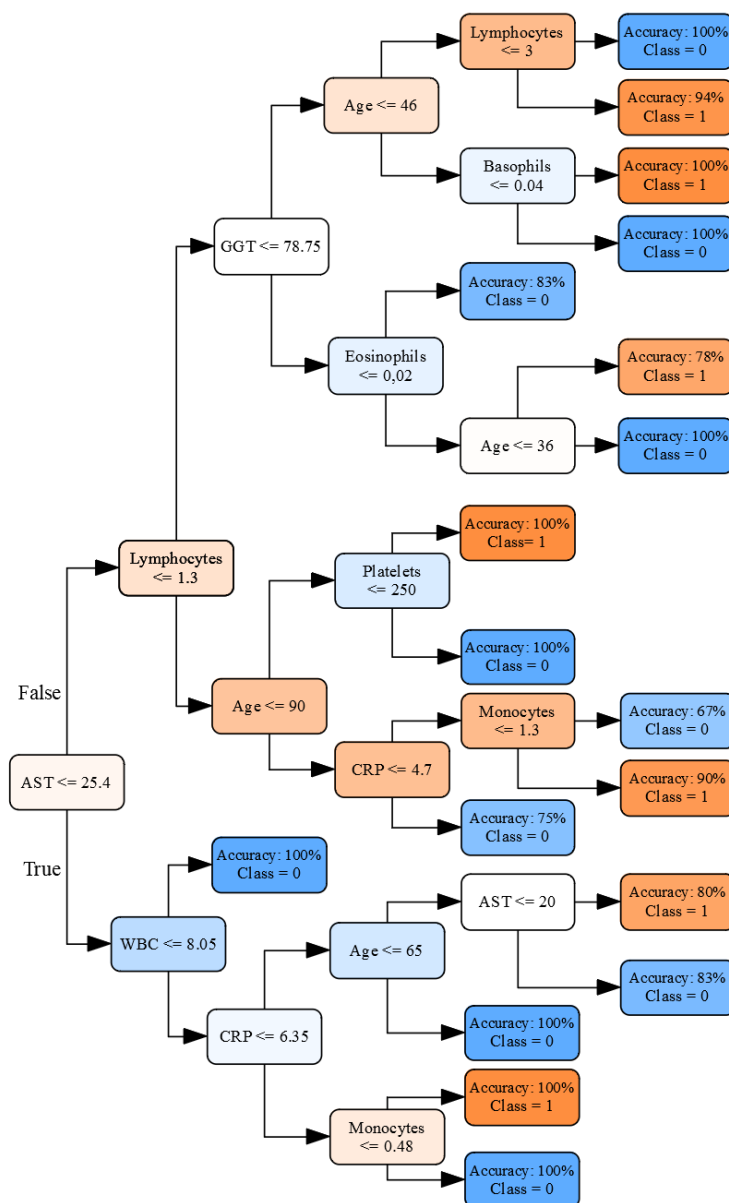 Lymphocytes
<= 3
Accuracy: 100%
Class = 0
Age <= 46
Accuracy: 94%
Class = 1
Basophils
<= 0.04
Accuracy: 100%
Class = 1
GGT <= 78.75
Accuracy: 100%
Class = 0
Accuracy: 83%
Class = 0
Eosinophils
<= 0,02
Accuracy: 78%
Class = 1
Age <= 36
Accuracy: 100%
Class = 0
Lymphocytes
<= 1.3
Accuracy: 100%
Class= 1
Platelets
<= 250
Accuracy: 100%
Class = 0
False
Age <= 90
Monocytes
<= 1.3
Accuracy: 67%
Class = 0
AST <= 25.4
CRP <= 4.7
Accuracy: 90%
Class = 1
Accuracy: 75%
Class = 0
True
Accuracy: 100%
Class = 0
AST <= 20
Accuracy: 80%
Class = 1
WBC <= 8.05
Age <= 65
Accuracy: 83%
Class = 0
CRP <= 6.35
Accuracy: 100%
Class = 0
Accuracy: 100%
Class = 1
Monocytes
<= 0.48
Accuracy: 100%
Class = 0